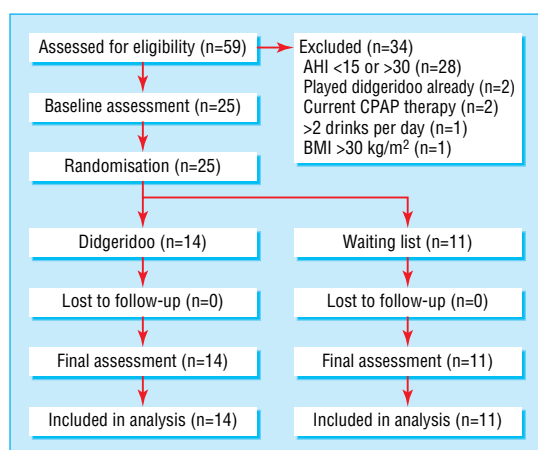 Assessed for eligibility (n=59)
Excluded (n=34)
AHI <15 or >30 (n=28)
Played didgeridoo already (n=2)
Current CPAP therapy (n=2)
>2 drinks per day (n=1)
BMI >30 kg/m² (n=1)
Baseline assessment (n=25)
Randomisation (n=25)
Didgeridoo (n=14)
Waiting list (n=11)
Lost to follow-up (n=0)
Lost to follow-up (n=0)
Final assessment (n=14)
Final assessment (n=11)
Included in analysis (n=14)
Included in analysis (n=11)